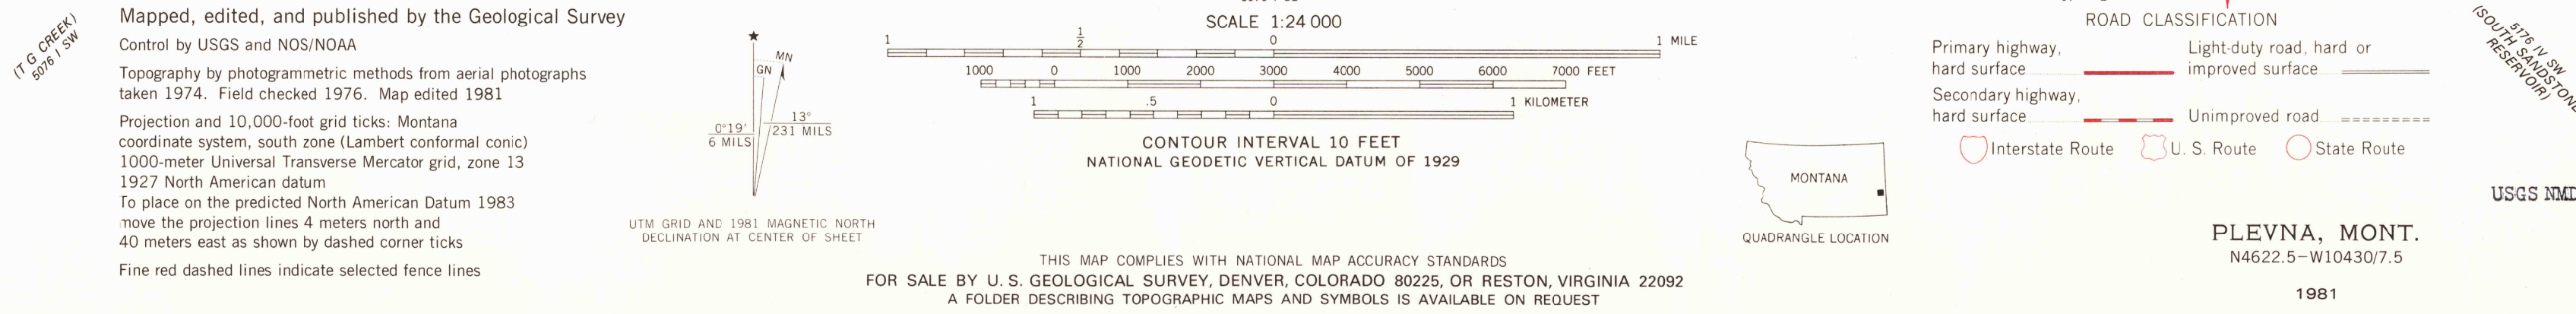 (T G CREEK)
5076 I SW
Mapped, edited, and published by the Geological Survey
Control by USGS and NOS/NOAA
Topography by photogrammetric methods from aerial photographs
taken 1974. Field checked 1976. Map edited 1981
Projection and 10,000-foot grid ticks: Montana
coordinate system, south zone (Lambert conformal conic)
1000-meter Universal Transverse Mercator grid, zone 13
1927 North American datum
To place on the predicted North American Datum 1983
move the projection lines 4 meters north and
40 meters east as shown by dashed corner ticks
Fine red dashed lines indicate selected fence lines
★
MN
GN
0°19'
6 MILS
13°
231 MILS
UTM GRID AND 1981 MAGNETIC NORTH
DECLINATION AT CENTER OF SHEET
SCALE 1:24 000
1 1/2 0 1 MILE
1000 0 1000 2000 3000 4000 5000 6000 7000 FEET
1 .5 0 1 KILOMETER
CONTOUR INTERVAL 10 FEET
NATIONAL GEODETIC VERTICAL DATUM OF 1929
THIS MAP COMPLIES WITH NATIONAL MAP ACCURACY STANDARDS
FOR SALE BY U. S. GEOLOGICAL SURVEY, DENVER, COLORADO 80225, OR RESTON, VIRGINIA 22092
A FOLDER DESCRIBING TOPOGRAPHIC MAPS AND SYMBOLS IS AVAILABLE ON REQUEST
MONTANA
QUADRANGLE LOCATION
ROAD CLASSIFICATION
Primary highway,
hard surface
Light-duty road, hard or
improved surface
Secondary highway,
hard surface
Unimproved road
Interstate Route
U. S. Route
State Route
5176 IV SW
(SOUTH SANDSTONE
RESERVOIR)
USGS NMD
PLEVNA, MONT.
N4622.5–W10430/7.5
1981